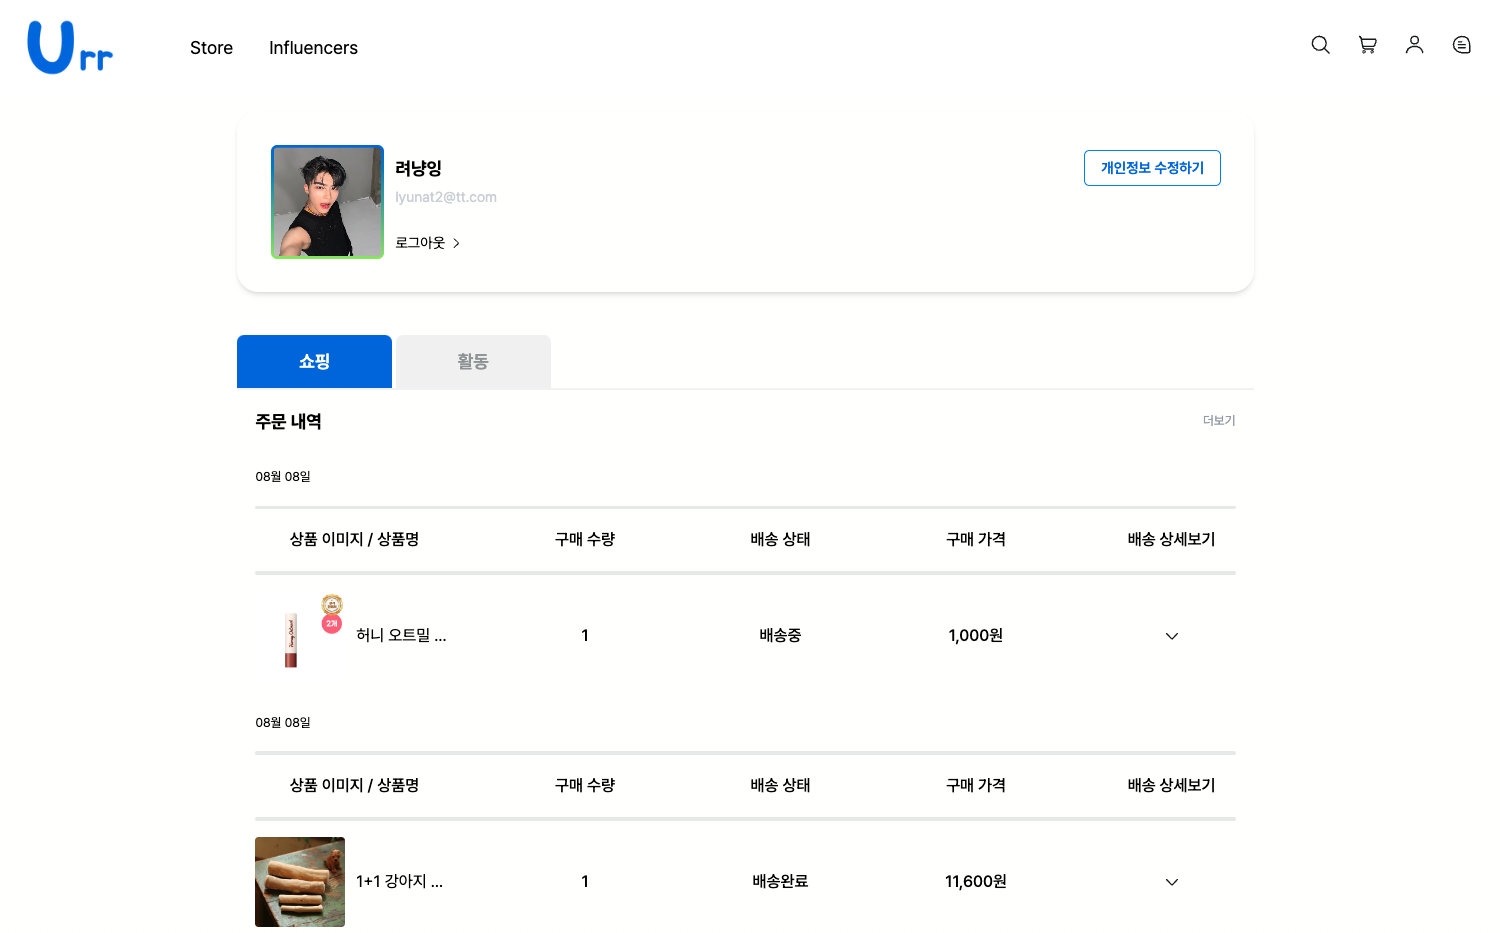 Urr
Store Influencers
려냥잉
lyunat2@tt.com
로그아웃
개인정보 수정하기
쇼핑 활동
주문 내역 더보기
08월 08일
상품 이미지 / 상품명 구매 수량 배송 상태 구매 가격 배송 상세보기
2개
허니 오트밀 ... 1 배송중 1,000원
08월 08일
상품 이미지 / 상품명 구매 수량 배송 상태 구매 가격 배송 상세보기
1+1 강아지 ... 1 배송완료 11,600원